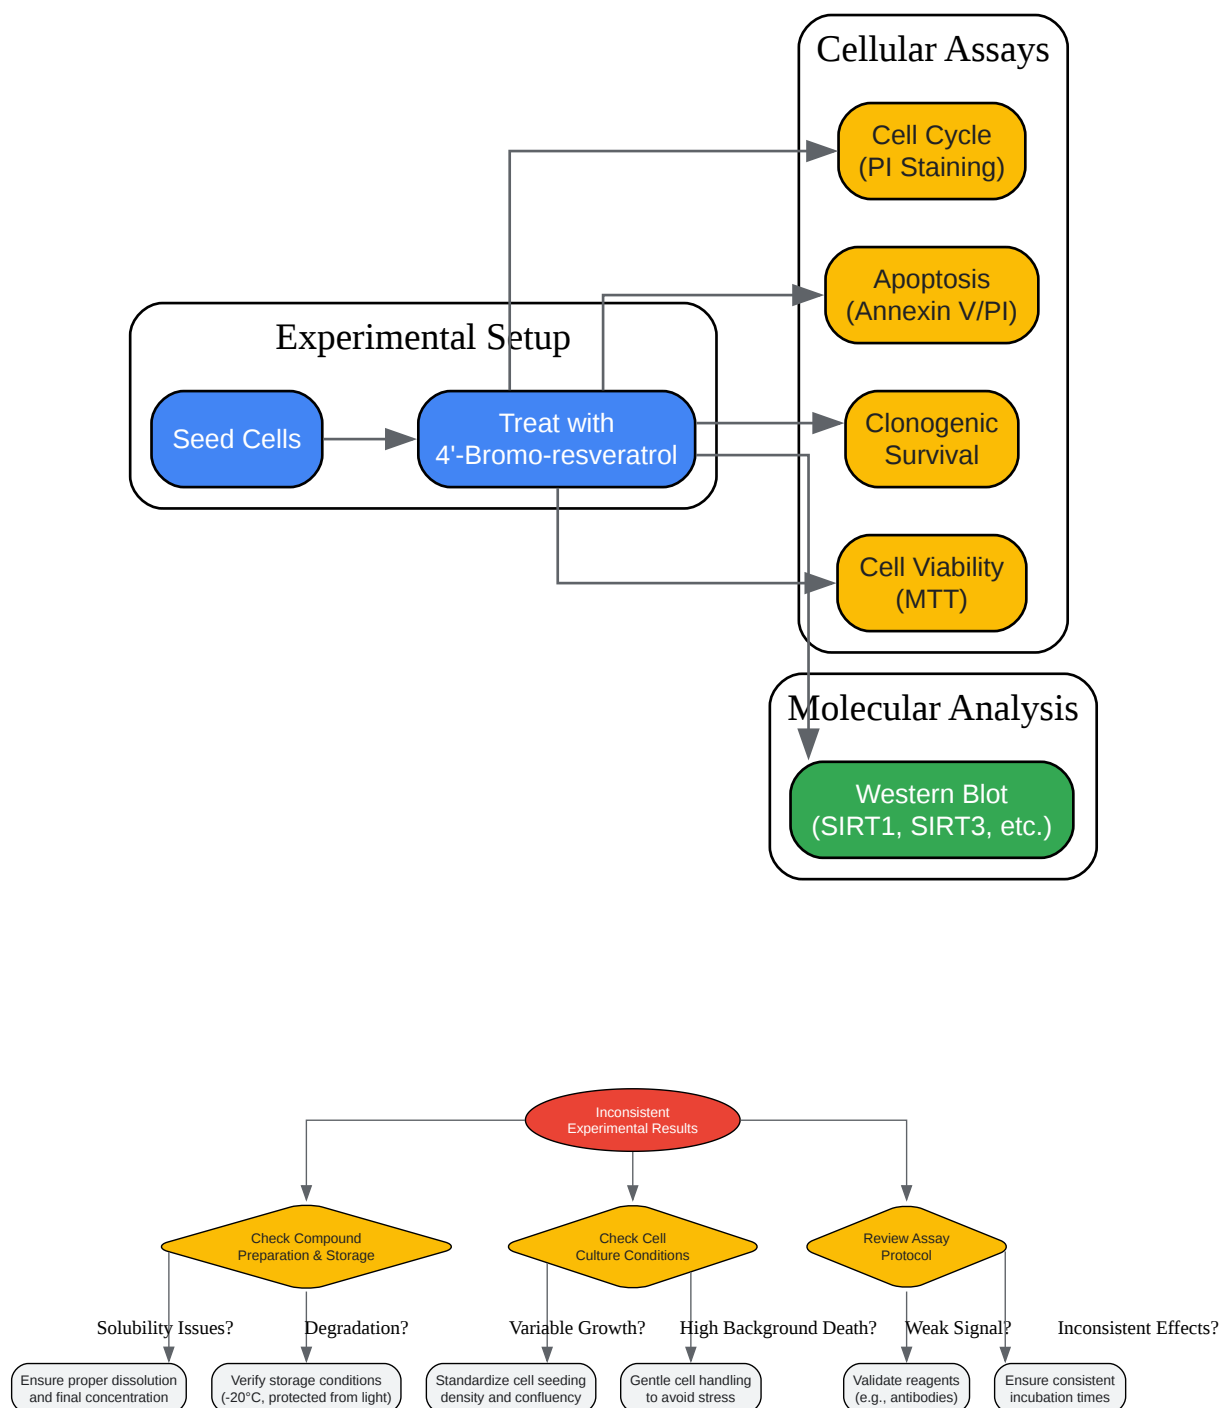 Cellular Assays
Cell Cycle
(PI Staining)
Apoptosis
(Annexin V/PI)
Experimental Setup
Seed Cells
Treat with
4'-Bromo-resveratrol
Clonogenic
Survival
Cell Viability
(MTT)
Molecular Analysis
Western Blot
(SIRT1, SIRT3, etc.)
Inconsistent
Experimental Results
Check Compound
Preparation & Storage
Check Cell
Culture Conditions
Review Assay
Protocol
Solubility Issues?
Degradation?
Variable Growth?
High Background Death?
Weak Signal?
Inconsistent Effects?
Ensure proper dissolution
and final concentration
Verify storage conditions
(-20°C, protected from light)
Standardize cell seeding
density and confluency
Gentle cell handling
to avoid stress
Validate reagents
(e.g., antibodies)
Ensure consistent
incubation times